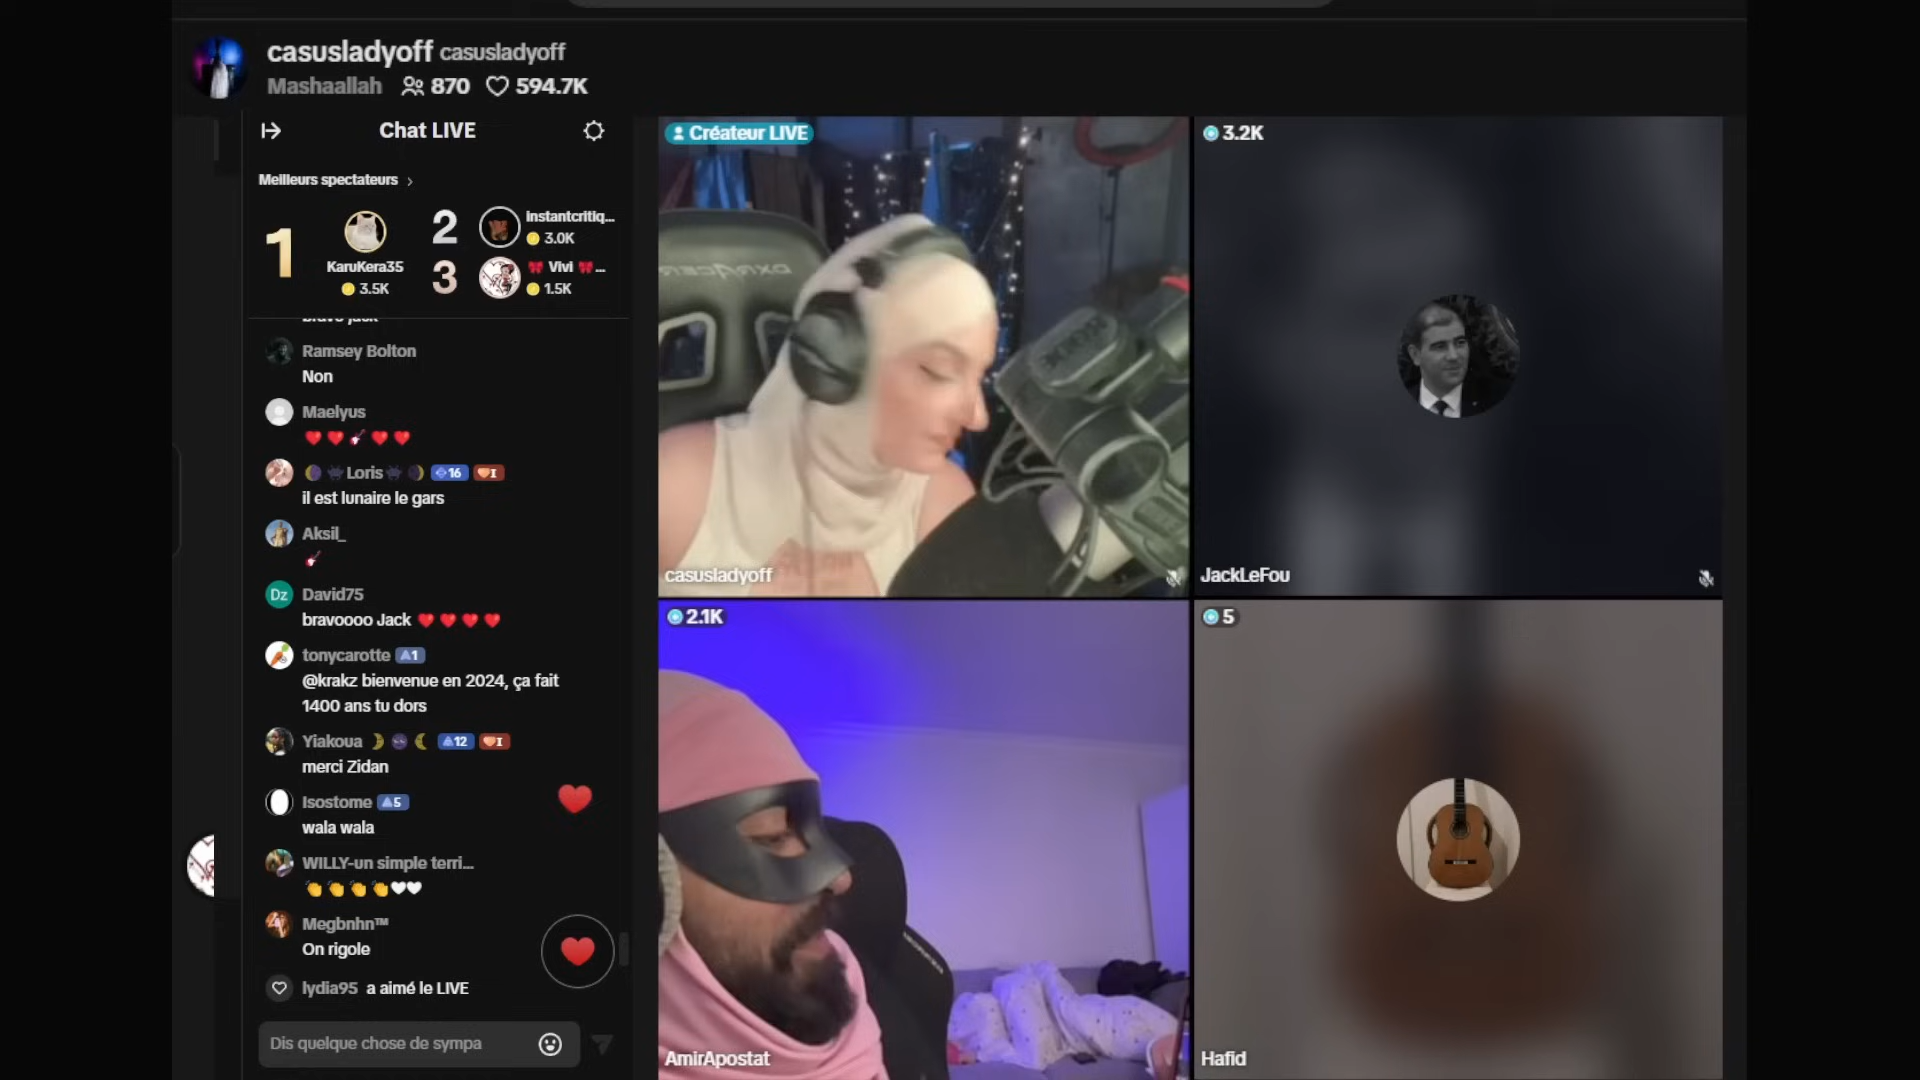 casusladyoff casusladyoff
Mashaallah 870 594.7K
Chat LIVE
Meilleurs spectateurs
1
KaruKera35
3.5K
2
instantcritiq...
3.0K
3
Vivi ...
1.5K
bravo jack
Ramsey Bolton
Non
Maelyus
Loris 16 I
il est lunaire le gars
Aksil_
Dz David75
bravoooo Jack
tonycarotte 1
@krakz bienvenue en 2024, ça fait
1400 ans tu dors
Yiakoua 12 I
merci Zidan
Isostome 5
wala wala
WILLY-un simple terri...
Megbnhn™
On rigole
lydia95 a aimé le LIVE
Dis quelque chose de sympa
Créateur LIVE
casusladyoff
3.2K
JackLeFou
2.1K
AmirApostat
5
Hafid